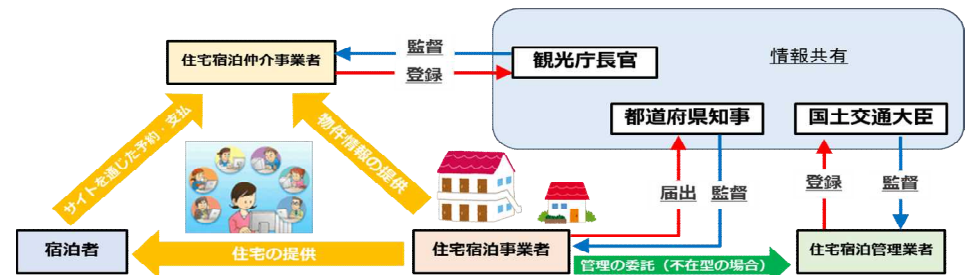 住宅宿泊仲介事業者
監督
登録
観光庁長官
情報共有
都道府県知事
国土交通大臣
サイトを通じた予約・支払
物件情報の提供
届出
監督
登録
監督
宿泊者
住宅の提供
住宅宿泊事業者
管理の委託（不在型の場合）
住宅宿泊管理業者